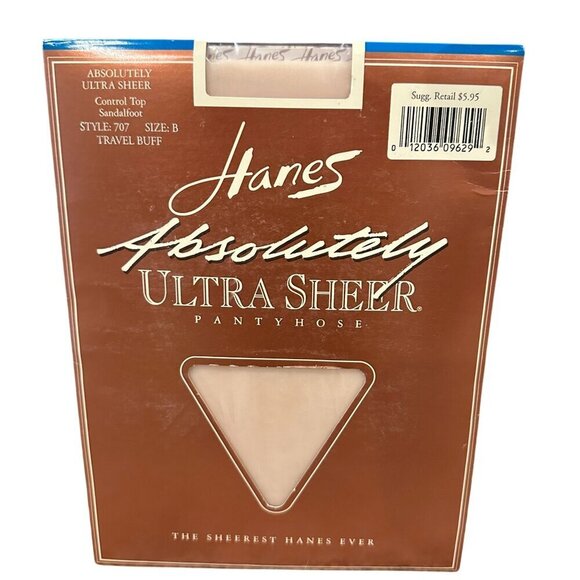 Hanes Hanes Hanes
ABSOLUTELY
ULTRA SHEER
Control Top
Sandalfoot
STYLE: 707 SIZE: B
TRAVEL BUFF
Sugg. Retail $5.95
0 12036 09629 2
Hanes
Absolutely
ULTRA SHEER®
PANTYHOSE
THE SHEEREST HANES EVER